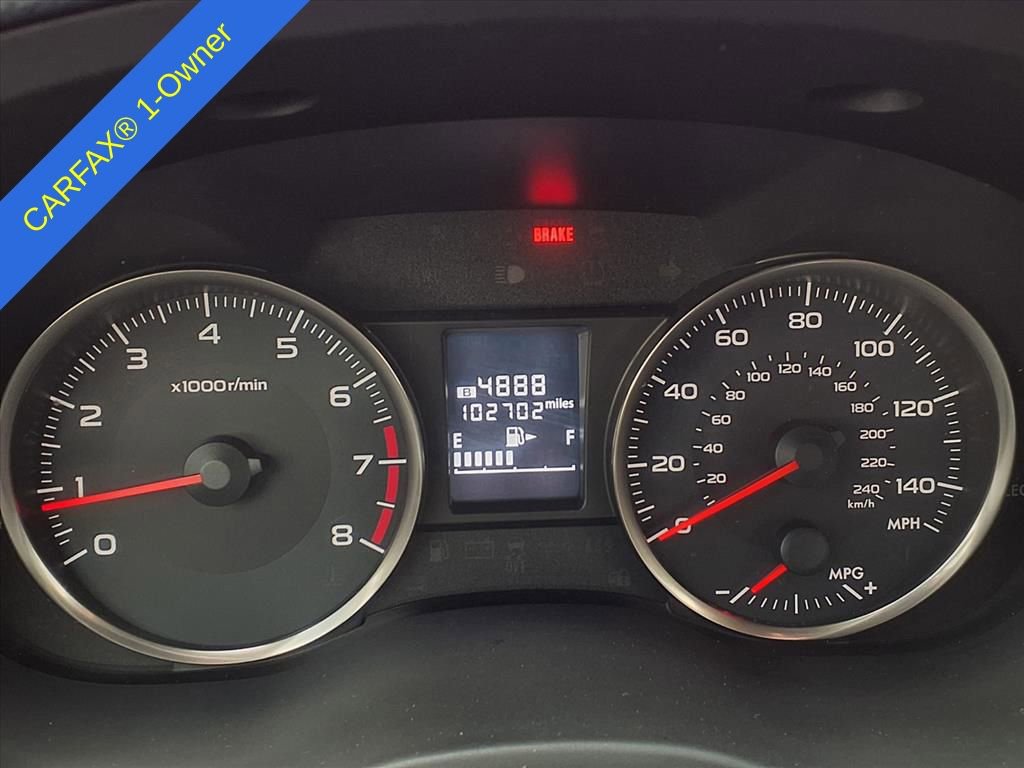 CARFAX® 1-Owner
BRAKE
0 1 2 3 4 5 6 7 8
x1000r/min
B 4888
102702 miles
E F
0 20 40 60 80 100 120 140
20 40 60 80 100 120 140 160 180 200 220 240
km/h
MPH
MPG
- +
OFF